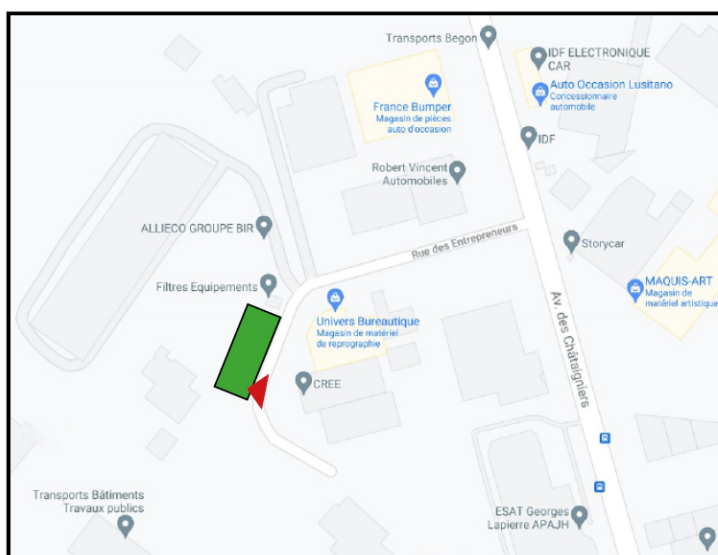 Transports Begon
IDF ELECTRONIQUE
CAR
Auto Occasion Lusitano
Concessionnaire
automobile
France Bumper
Magasin de pièces
auto d'occasion
IDF
Robert Vincent
Automobiles
ALLIECO GROUPE BIR
Rue des Entrepreneurs
Storycar
Filtres Equipements
MAQUIS-ART
Magasin de
matériel artistique
Univers Bureautique
Magasin de matériel
de reprographie
Av. des Châtaigniers
CREE
Transports Bâtiments
Travaux publics
ESAT Georges
Lapierre APAJH